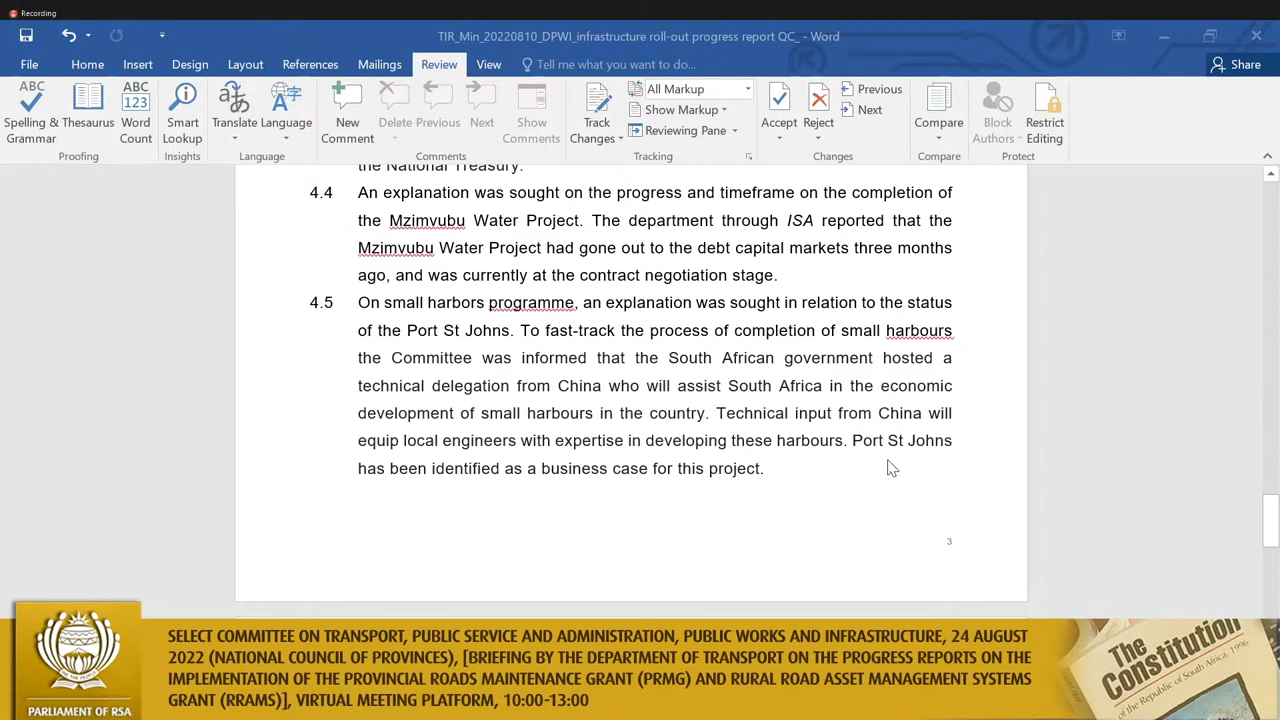 Recording
TIR_Min_20220810_DPWI_infrastructure roll-out progress report QC_ - Word
File Home Insert Design Layout References Mailings Review View Tell me what you want to do... Share
ABC Spelling & Grammar
Thesaurus
ABC 123 Word Count
Smart Lookup
Translate
Language
New Comment
Delete
Previous
Next
Show Comments
Track Changes
All Markup
Show Markup
Reviewing Pane
Accept
Reject
Previous
Next
Compare
Block Authors
Restrict Editing
Proofing Insights Language Comments Tracking Changes Compare Protect
the National Treasury.
4.4 An explanation was sought on the progress and timeframe on the completion of
the Mzimvubu Water Project. The department through ISA reported that the
Mzimvubu Water Project had gone out to the debt capital markets three months
ago, and was currently at the contract negotiation stage.
4.5 On small harbors programme, an explanation was sought in relation to the status
of the Port St Johns. To fast-track the process of completion of small harbours
the Committee was informed that the South African government hosted a
technical delegation from China who will assist South Africa in the economic
development of small harbours in the country. Technical input from China will
equip local engineers with expertise in developing these harbours. Port St Johns
has been identified as a business case for this project.
3
SELECT COMMITTEE ON TRANSPORT, PUBLIC SERVICE AND ADMINISTRATION, PUBLIC WORKS AND INFRASTRUCTURE, 24 AUGUST
2022 (NATIONAL COUNCIL OF PROVINCES), [BRIEFING BY THE DEPARTMENT OF TRANSPORT ON THE PROGRESS REPORTS ON THE
IMPLEMENTATION OF THE PROVINCIAL ROADS MAINTENANCE GRANT (PRMG) AND RURAL ROAD ASSET MANAGEMENT SYSTEMS
GRANT (RRAMS)], VIRTUAL MEETING PLATFORM, 10:00-13:00
PARLIAMENT OF RSA
The
Constitution
of the Republic of South Africa, 1996